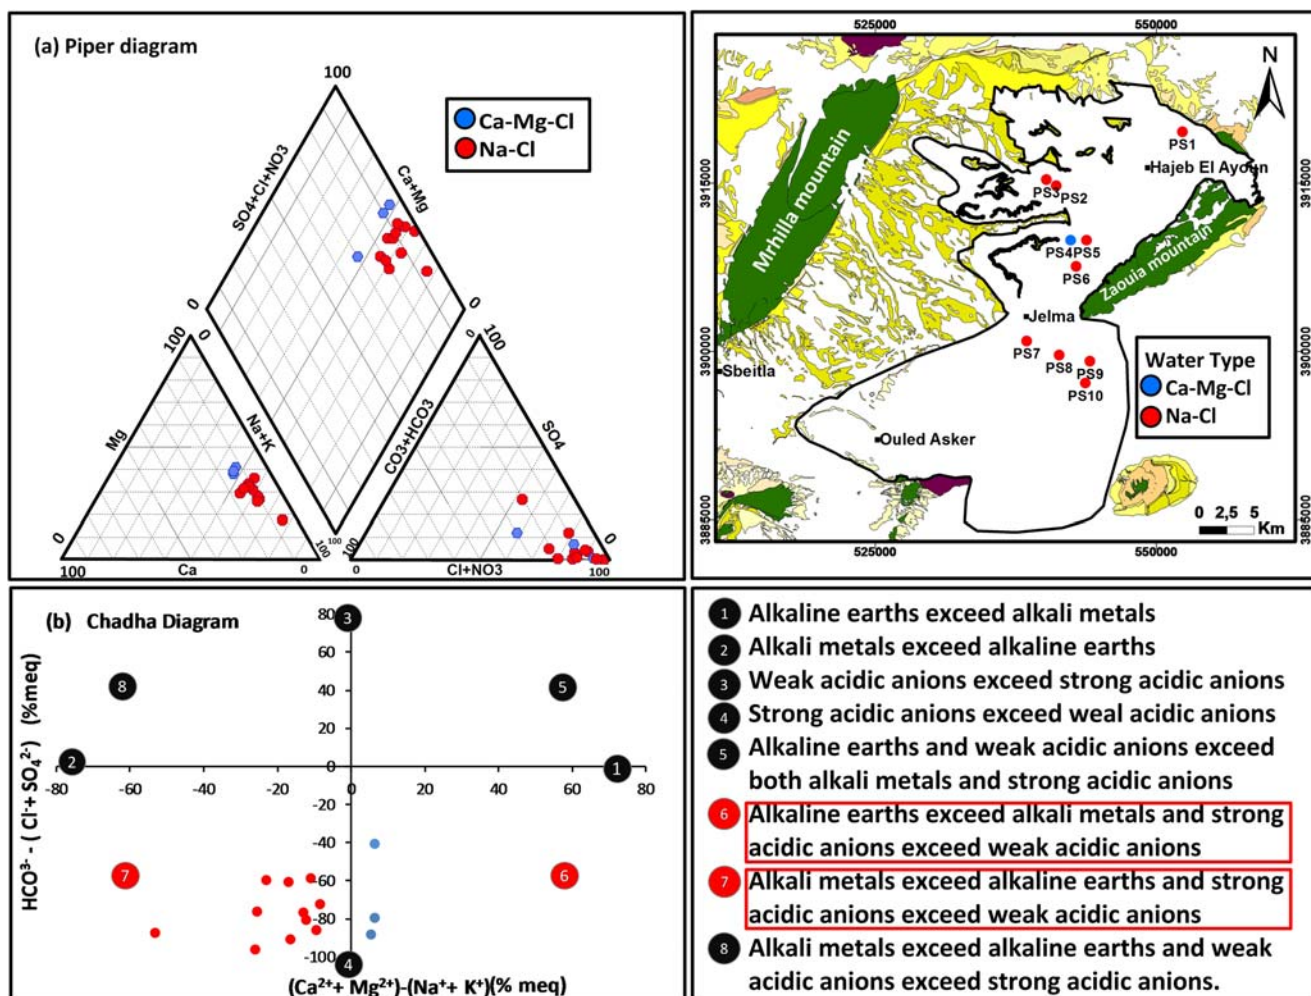 (a) Piper diagram
100
Ca-Mg-Cl
Na-Cl
SO4+Cl+NO3
Ca+Mg
0
0
100
0
100
Mg
Na+K
CO3+HCO3
SO4
0
100
100
100
0
100
Ca
0
0
Cl+NO3
100
525000
550000
N
3915000
3915000
3900000
3900000
3885000
3885000
Mrhilla mountain
Zaouia mountain
PS1
Hajeb El Ayoun
PS3
PS2
PS4
PS5
PS6
Jelma
PS7
PS8
PS9
PS10
Sbeitla
Ouled Asker
Water Type
Ca-Mg-Cl
Na-Cl
0 2,5 5
Km
525000
550000
(b) Chadha Diagram
HCO³⁻ - ( Cl⁻+ SO₄²⁻) (%meq)
80
60
40
20
0
-20
-40
-60
-80
-100
-80 -60 -40 -20 0 20 40 60 80
3
8
5
2
1
7
6
4
(Ca²⁺+ Mg²⁺)-(Na⁺+ K⁺)(% meq)
1 Alkaline earths exceed alkali metals
2 Alkali metals exceed alkaline earths
3 Weak acidic anions exceed strong acidic anions
4 Strong acidic anions exceed weal acidic anions
5 Alkaline earths and weak acidic anions exceed
both alkali metals and strong acidic anions
6 Alkaline earths exceed alkali metals and strong
acidic anions exceed weak acidic anions
7 Alkali metals exceed alkaline earths and strong
acidic anions exceed weak acidic anions
8 Alkali metals exceed alkaline earths and weak
acidic anions exceed strong acidic anions.